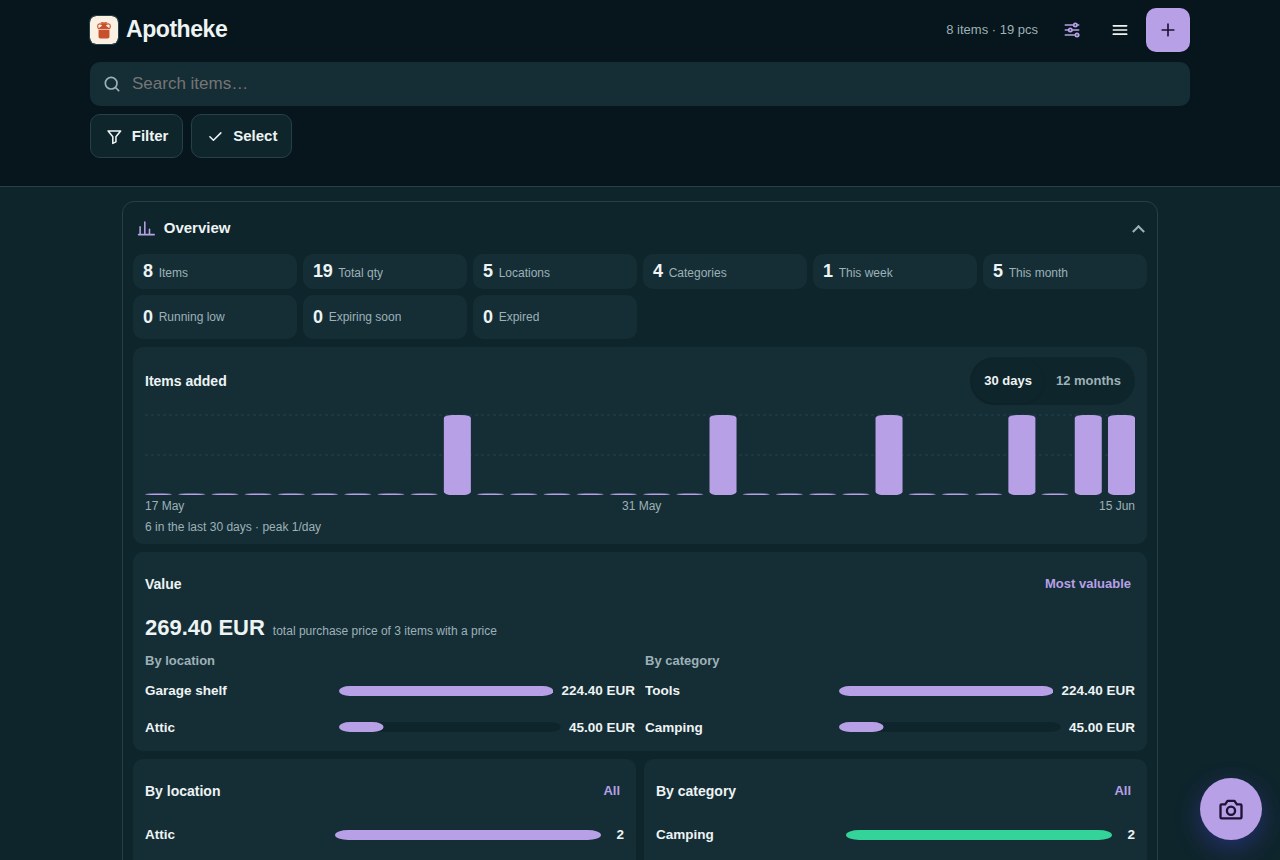 Apotheke
8 items · 19 pcs
Search items…
Filter
Select
Overview
8 Items
19 Total qty
5 Locations
4 Categories
1 This week
5 This month
0 Running low
0 Expiring soon
0 Expired
Items added
30 days
12 months
17 May
31 May
15 Jun
6 in the last 30 days · peak 1/day
Value
Most valuable
269.40 EUR total purchase price of 3 items with a price
By location
Garage shelf 224.40 EUR
Attic 45.00 EUR
By category
Tools 224.40 EUR
Camping 45.00 EUR
By location
All
Attic 2
By category
All
Camping 2